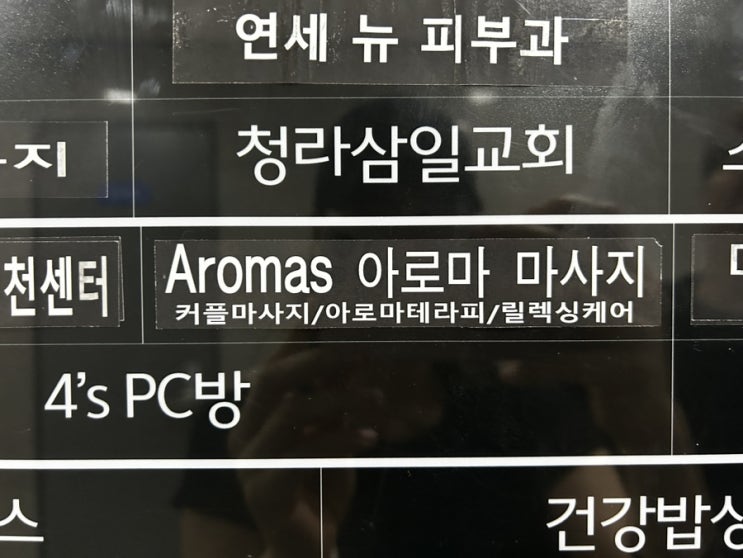 연세 뉴 피부과
청라삼일교회
천센터
Aromas 아로마 마사지
커플마사지/아로마테라피/릴렉싱케어
4's PC방
스
건강밥상